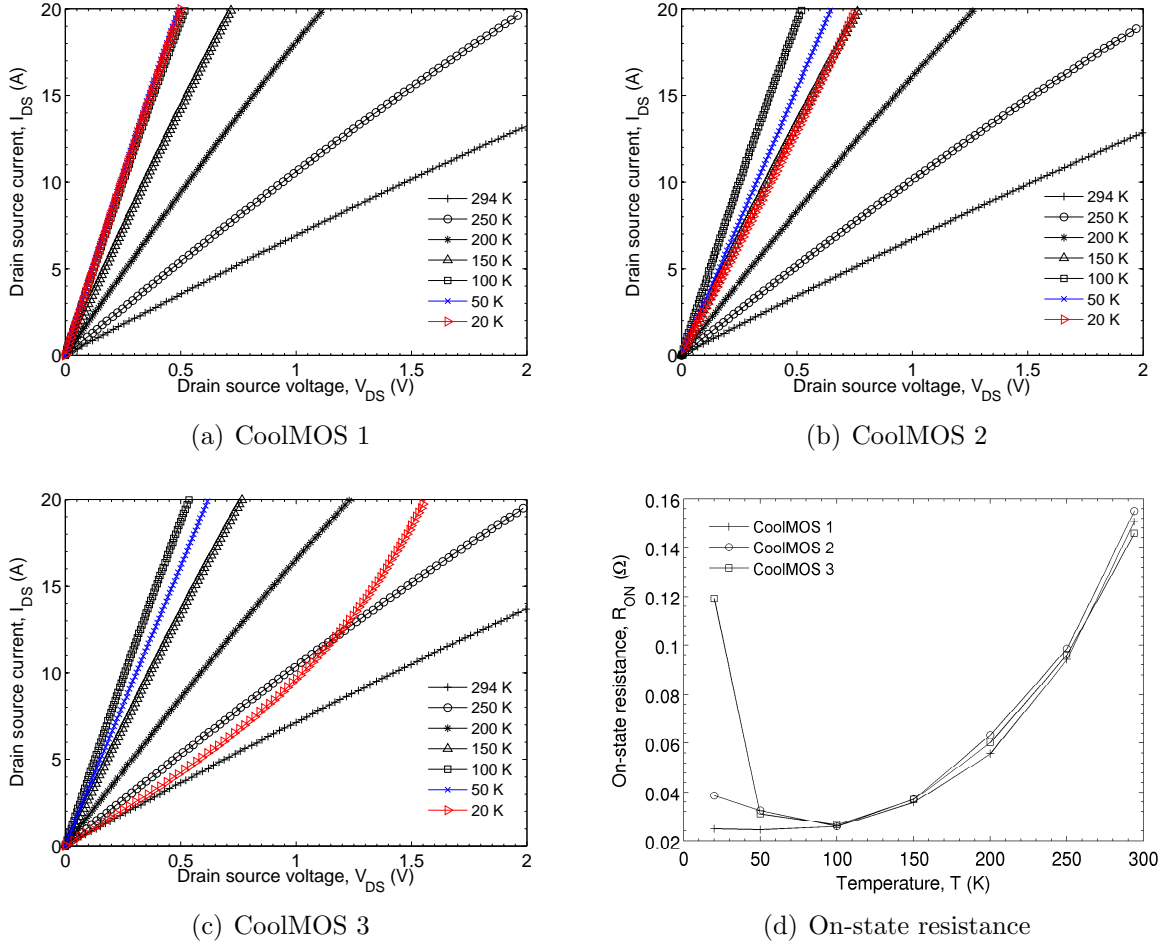 20
15
10
5
0
Drain source current, I_DS (A)
294 K
250 K
200 K
150 K
100 K
50 K
20 K
0 0.5 1 1.5 2
Drain source voltage, V_DS (V)
(a) CoolMOS 1
20
15
10
5
0
Drain source current, I_DS (A)
294 K
250 K
200 K
150 K
100 K
50 K
20 K
0 0.5 1 1.5 2
Drain source voltage, V_DS (V)
(b) CoolMOS 2
20
15
10
5
0
Drain source current, I_DS (A)
294 K
250 K
200 K
150 K
100 K
50 K
20 K
0 0.5 1 1.5 2
Drain source voltage, V_DS (V)
(c) CoolMOS 3
0.16
0.14
0.12
0.1
0.08
0.06
0.04
0.02
On-state resistance, R_ON (Ω)
CoolMOS 1
CoolMOS 2
CoolMOS 3
0 50 100 150 200 250 300
Temperature, T (K)
(d) On-state resistance